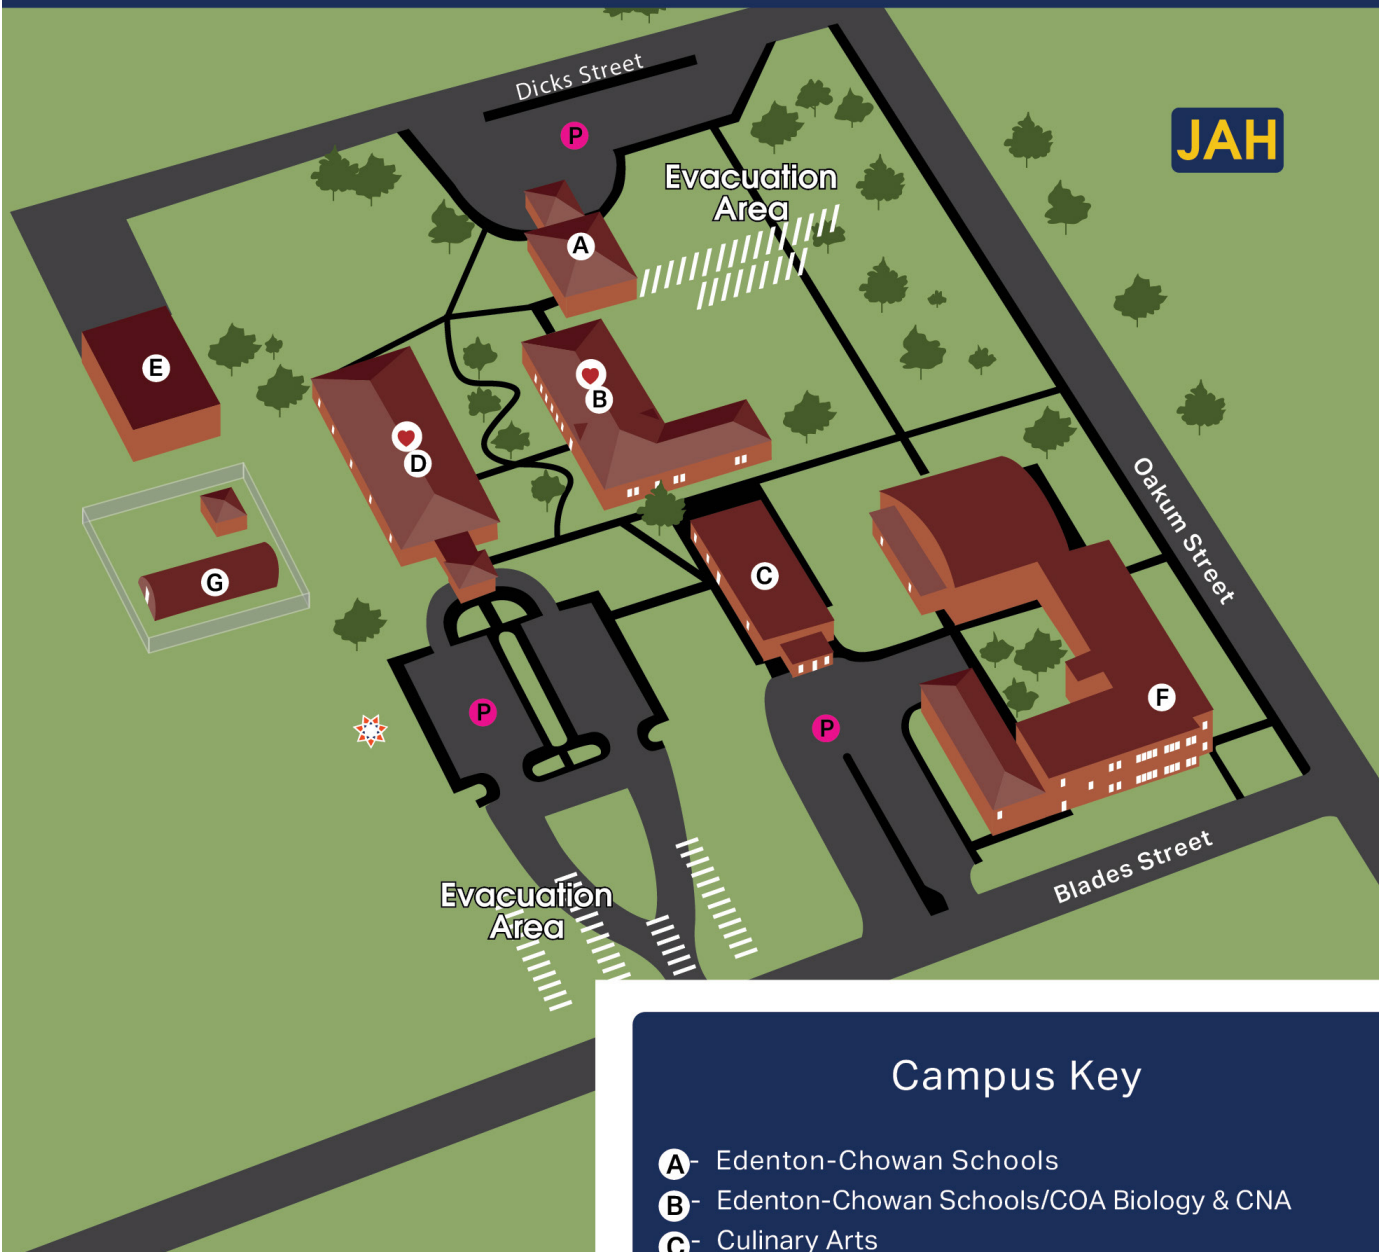 Dicks Street
P
JAH
Evacuation
Area
A
E
B
D
Oakum Street
C
G
F
P
P
Blades Street
Evacuation
Area
Campus Key
A- Edenton-Chowan Schools
B- Edenton-Chowan Schools/COA Biology & CNA
C- Culinary Arts